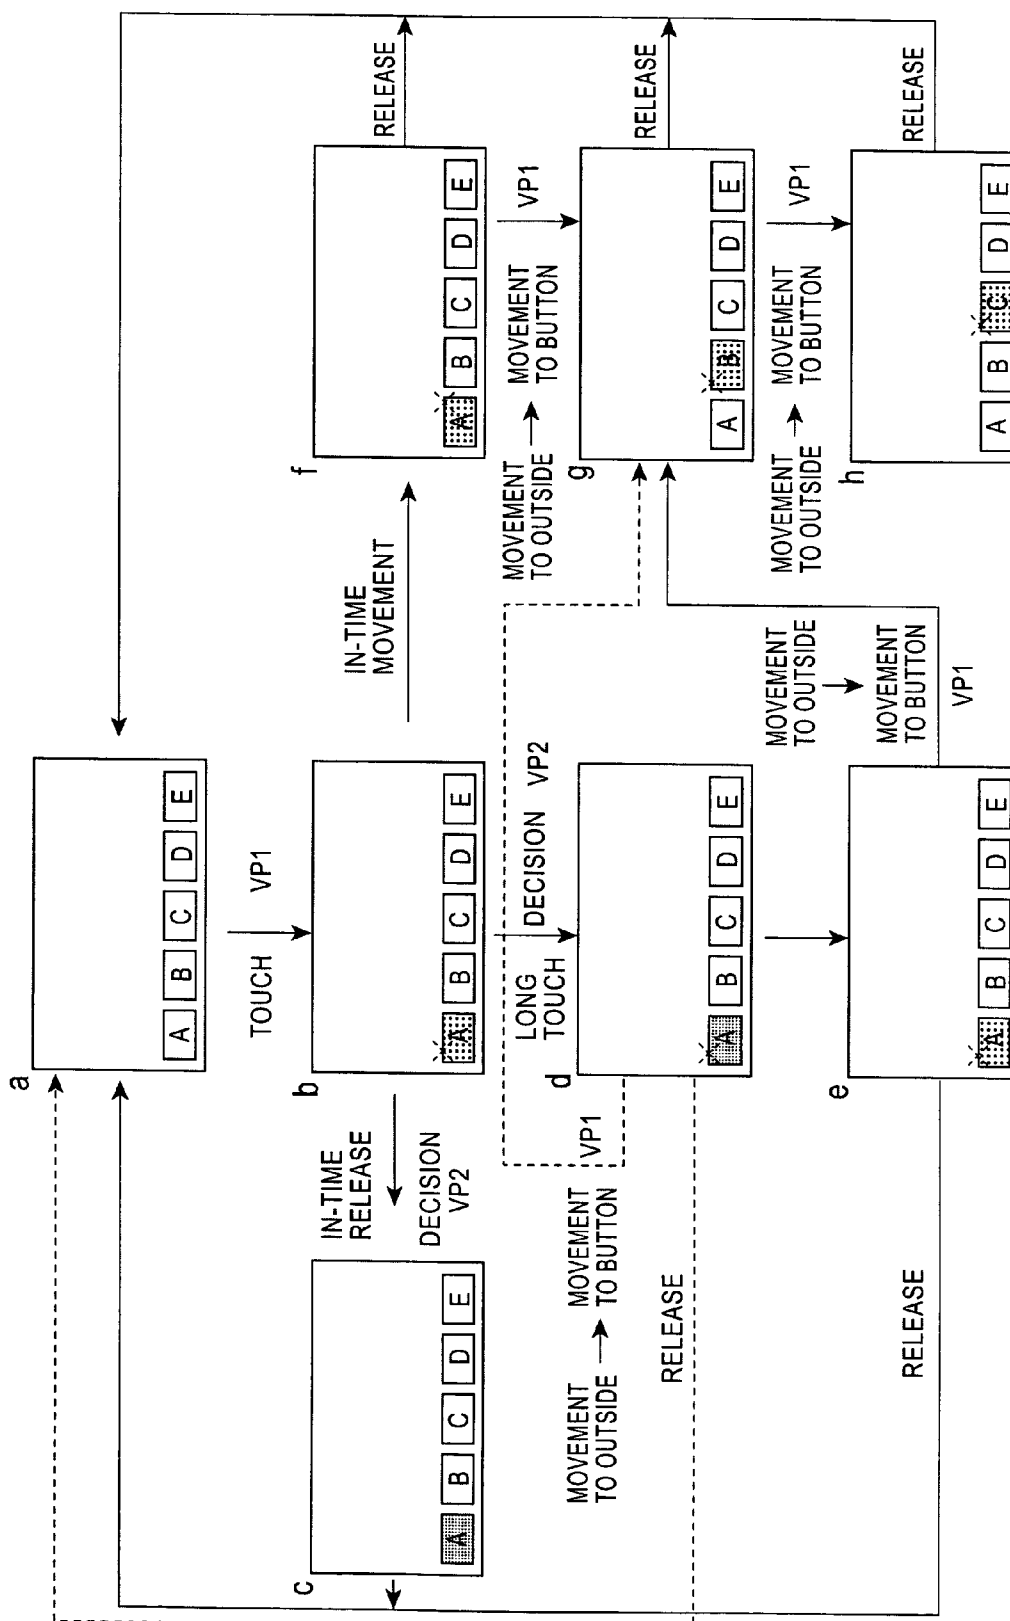 a
A B C D E
TOUCH
VP1
b
A B C D E
IN-TIME
RELEASE
DECISION
VP2
c
A B C D E
IN-TIME
MOVEMENT
f
A B C D E
RELEASE
LONG
TOUCH
DECISION VP2
d
A B C D E
MOVEMENT
TO OUTSIDE
MOVEMENT
TO BUTTON
VP1
RELEASE
MOVEMENT
TO OUTSIDE
MOVEMENT
TO BUTTON
VP1
g
A B C D E
RELEASE
e
A B C D E
RELEASE
MOVEMENT
TO OUTSIDE
MOVEMENT
TO BUTTON
VP1
MOVEMENT
TO OUTSIDE
MOVEMENT
TO BUTTON
VP1
h
A B C D E
RELEASE